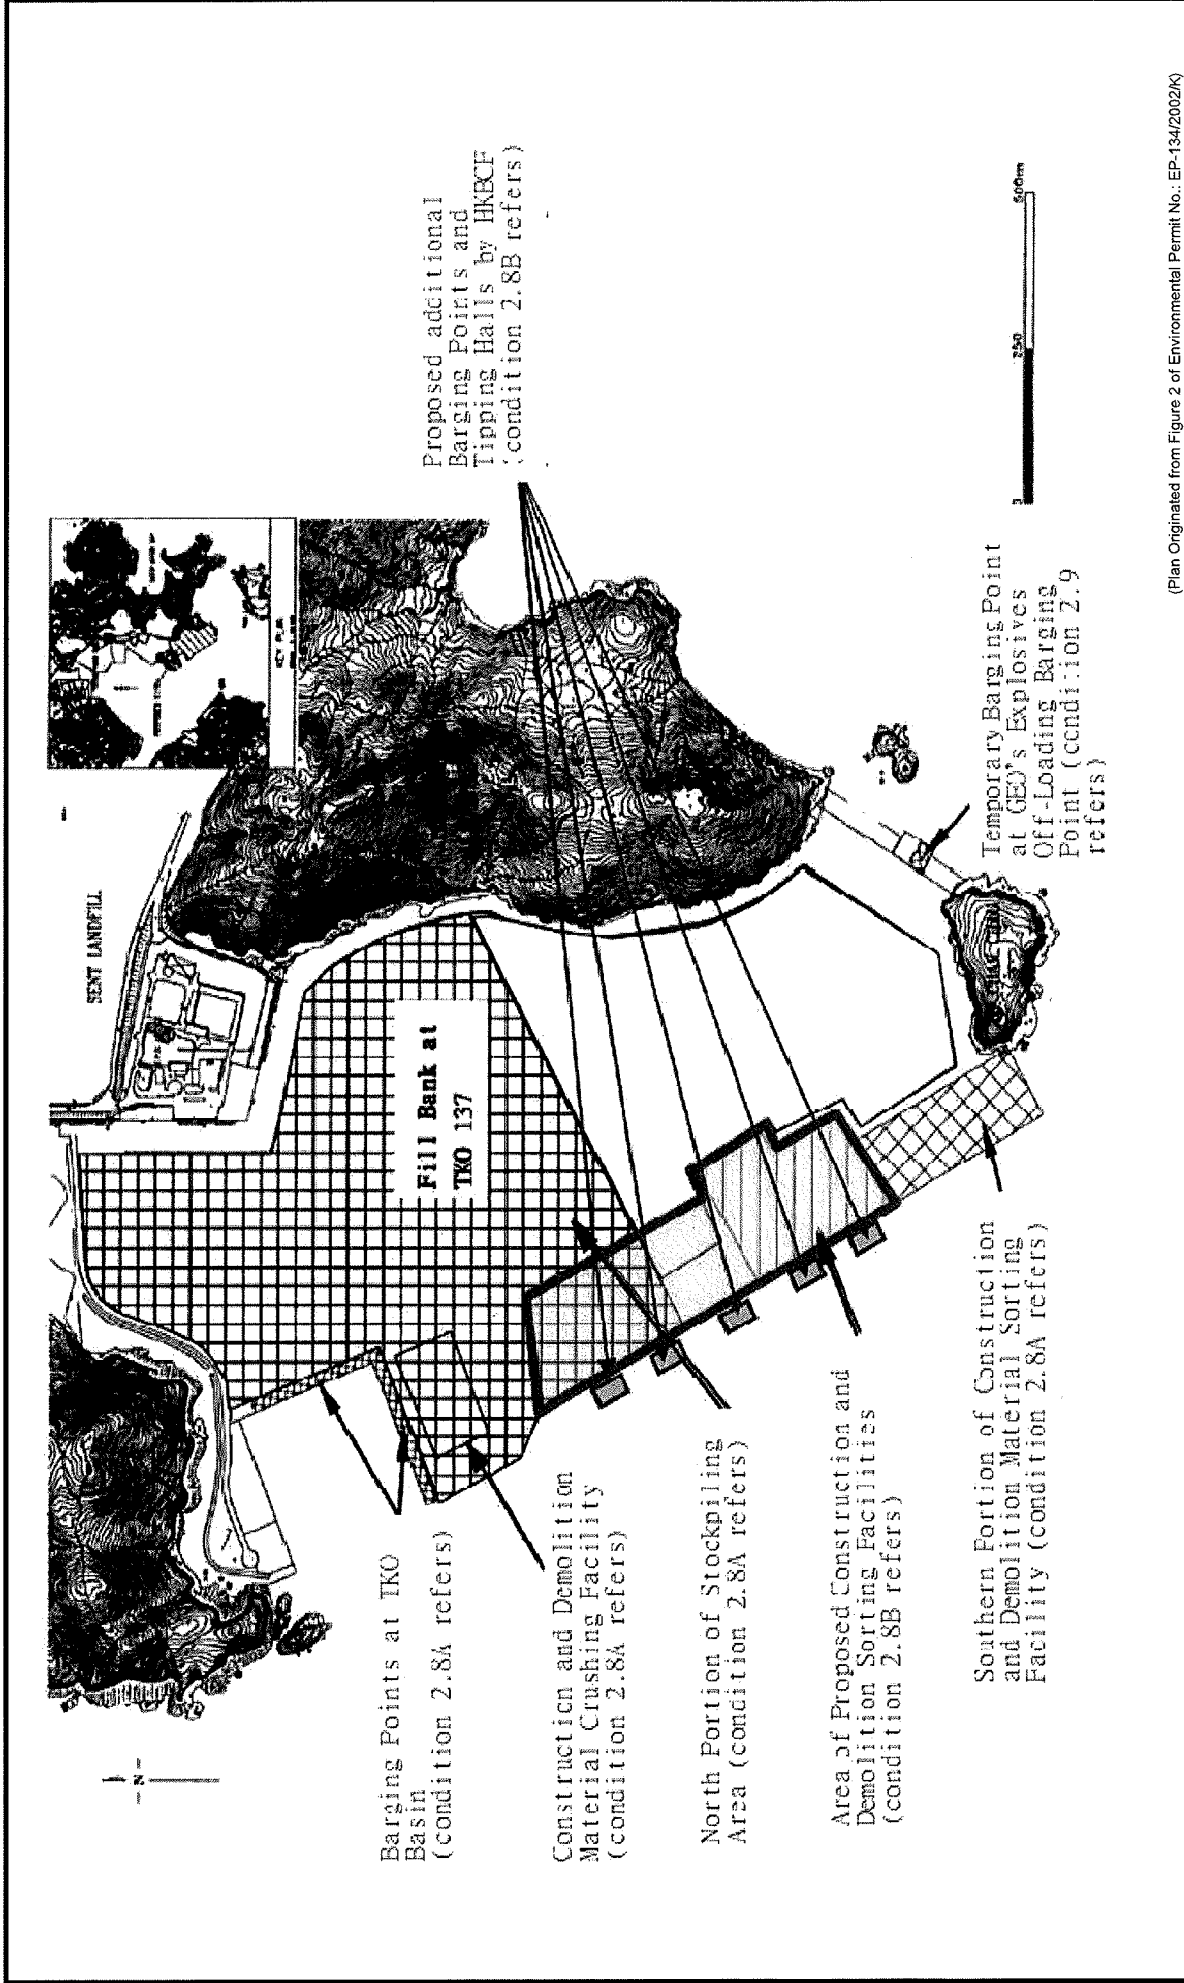 SENT LANDFILL
KEY PLAN
Proposed additional
Barging Points and
Tipping Halls by HKBCF
(condition 2.8B refers)
Fill Bank at
TKO 137
N
Barging Points at TKO
Basin
(condition 2.8A refers)
Construction and Demolition
Material Crushing Facility
(condition 2.8A refers)
North Portion of Stockpiling
Area (condition 2.8A refers)
Area of Proposed Construction and
Demolition Sorting Facilities
(condition 2.8B refers)
Southern Portion of Construction
and Demolition Material Sorting
Facility (condition 2.8A refers)
Temporary Barging Point
at GEO's Explosives
Off-Loading Barging
Point (condition 2.9
refers)
250
500m
(Plan Originated from Figure 2 of Environmental Permit No.: EP-134/2002/K)